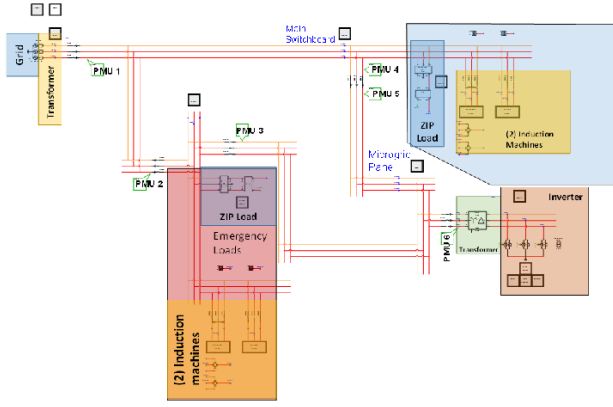 Main
Switchboard
Grid
Transformer
PMU 1
PMU 4
PMU 5
ZIP
Load
(2) Induction
Machines
PMU 3
Microgrid
Panel
PMU 2
ZIP Load
Emergency
Loads
PMU 6
Transformer
Inverter
(2) Induction
machines